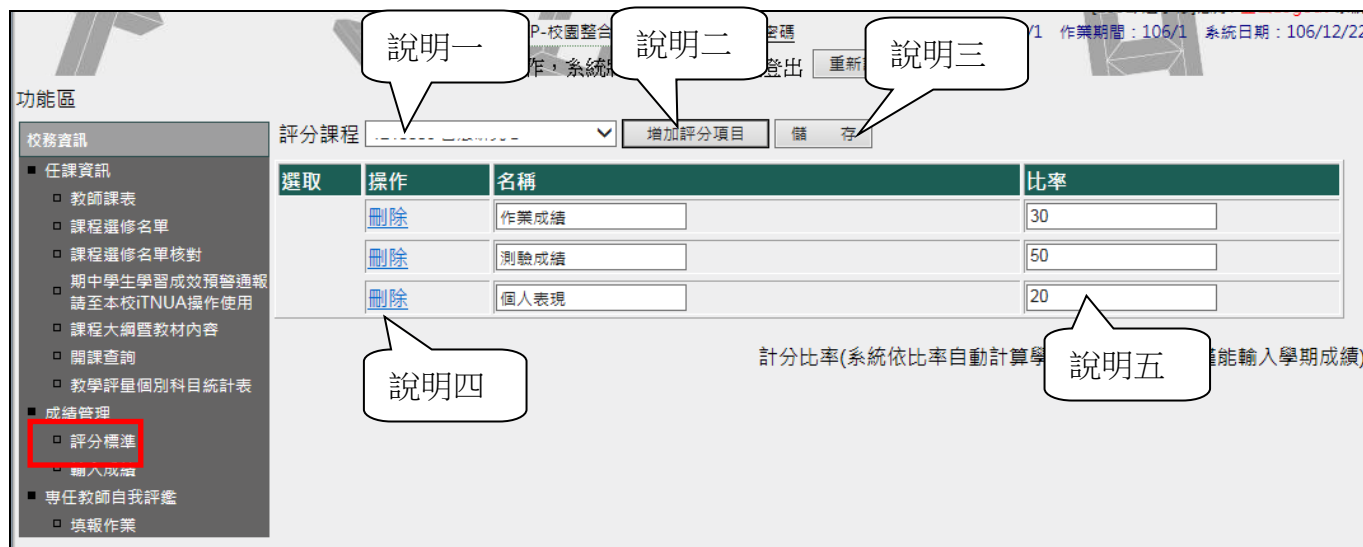 P-校園整合
密碼
/1 作業期間：106/1 系統日期：106/12/22
說明一
說明二
說明三
作，系統
登出
重新
功能區
評分課程
增加評分項目
儲 存
校務資訊
任課資訊
教師課表
課程選修名單
課程選修名單核對
期中學生學習成效預警通報
請至本校iTNUA操作使用
課程大綱暨教材內容
開課查詢
教學評量個別科目統計表
成績管理
評分標準
輸入成績
專任教師自我評鑑
填報作業
選取 操作 名稱 比率
刪除 作業成績 30
刪除 測驗成績 50
刪除 個人表現 20
計分比率(系統依比率自動計算學
僅能輸入學期成績)
說明四
說明五